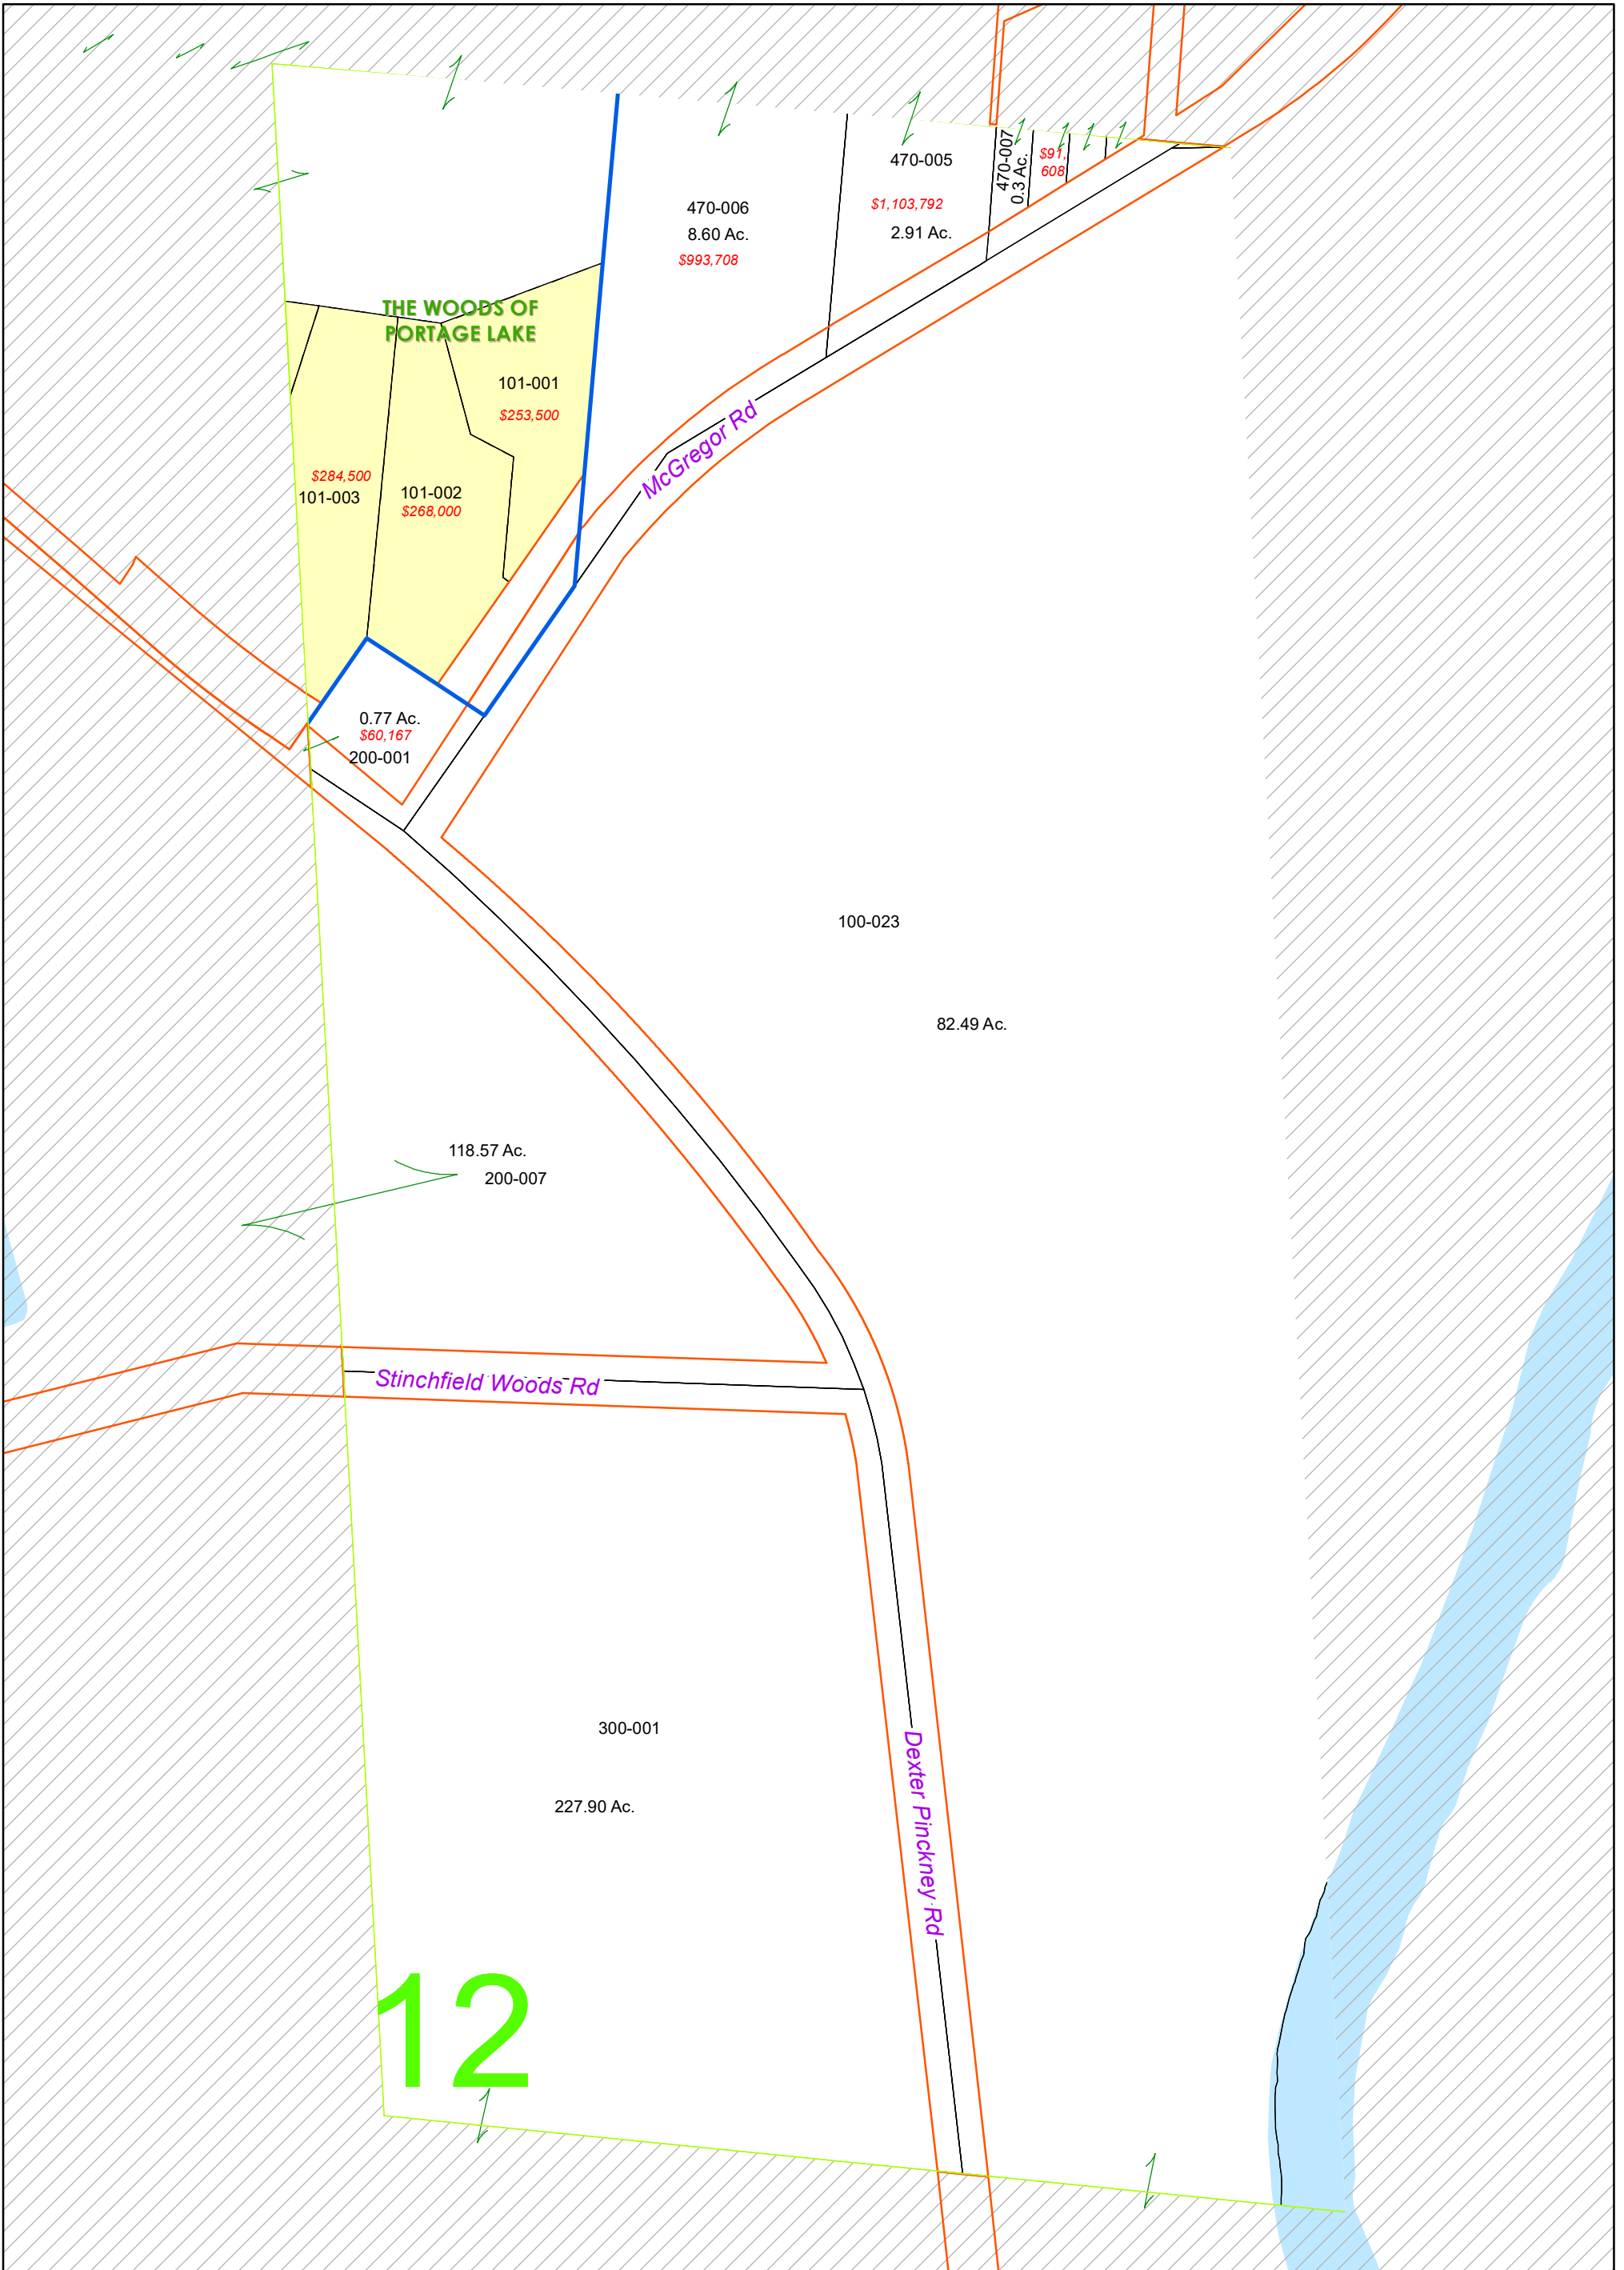 470-005
$1,103,792
2.91 Ac.
470-007
0.3 Ac.
$91,
608
470-006
8.60 Ac.
$993,708
THE WOODS OF
PORTAGE LAKE
101-001
$253,500
McGregor Rd
$284,500
101-003
101-002
$268,000
0.77 Ac.
$60,167
200-001
100-023
82.49 Ac.
118.57 Ac.
200-007
Stinchfield Woods Rd
300-001
227.90 Ac.
Dexter Pinckney Rd
12